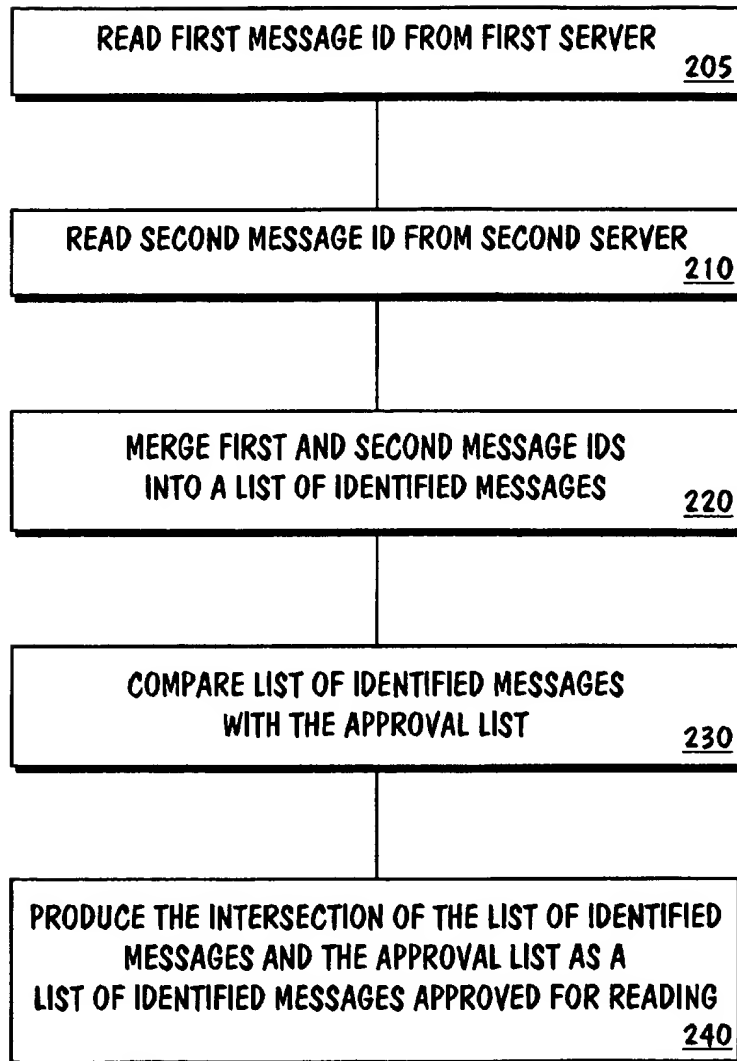 READ FIRST MESSAGE ID FROM FIRST SERVER
205
READ SECOND MESSAGE ID FROM SECOND SERVER
210
MERGE FIRST AND SECOND MESSAGE IDS
INTO A LIST OF IDENTIFIED MESSAGES
220
COMPARE LIST OF IDENTIFIED MESSAGES
WITH THE APPROVAL LIST
230
PRODUCE THE INTERSECTION OF THE LIST OF IDENTIFIED
MESSAGES AND THE APPROVAL LIST AS A
LIST OF IDENTIFIED MESSAGES APPROVED FOR READING
240